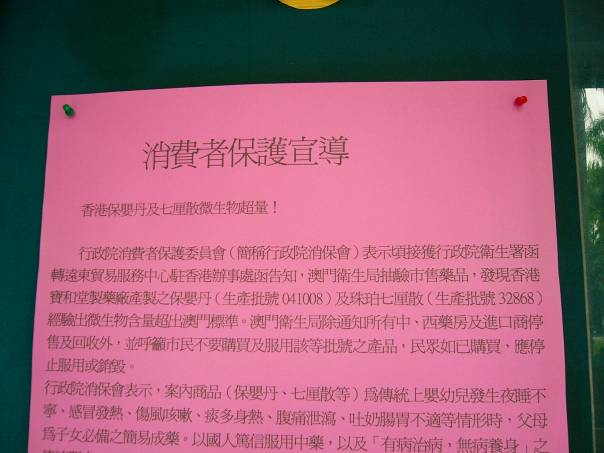 消費者保護宣導
香港保嬰丹及七厘散微生物超量！
行政院消費者保護委員會（簡稱行政院消保會）表示頃接獲行政院衛生署函
轉遠東貿易服務中心駐香港辦事處函告知，澳門衛生局抽驗市售藥品，發現香港
寶和堂製藥廠產製之保嬰丹（生產批號 041008）及珠珀七厘散（生產批號 32868）
經驗出微生物含量超出澳門標準。澳門衛生局除通知所有中、西藥房及進口商停
售及回收外，並呼籲市民不要購買及服用該等批號之產品，民眾如已購買，應停
止服用或銷毀。
行政院消保會表示，案內商品（保嬰丹、七厘散等）為傳統上嬰幼兒發生夜睡不
寧、感冒發熱、傷風咳嗽、痰多身熱、腹痛泄瀉、吐奶腸胃不適等情形時，父母
為子女必備之簡易成藥。以國人篤信服用中藥，以及「有病治病，無病養身」之